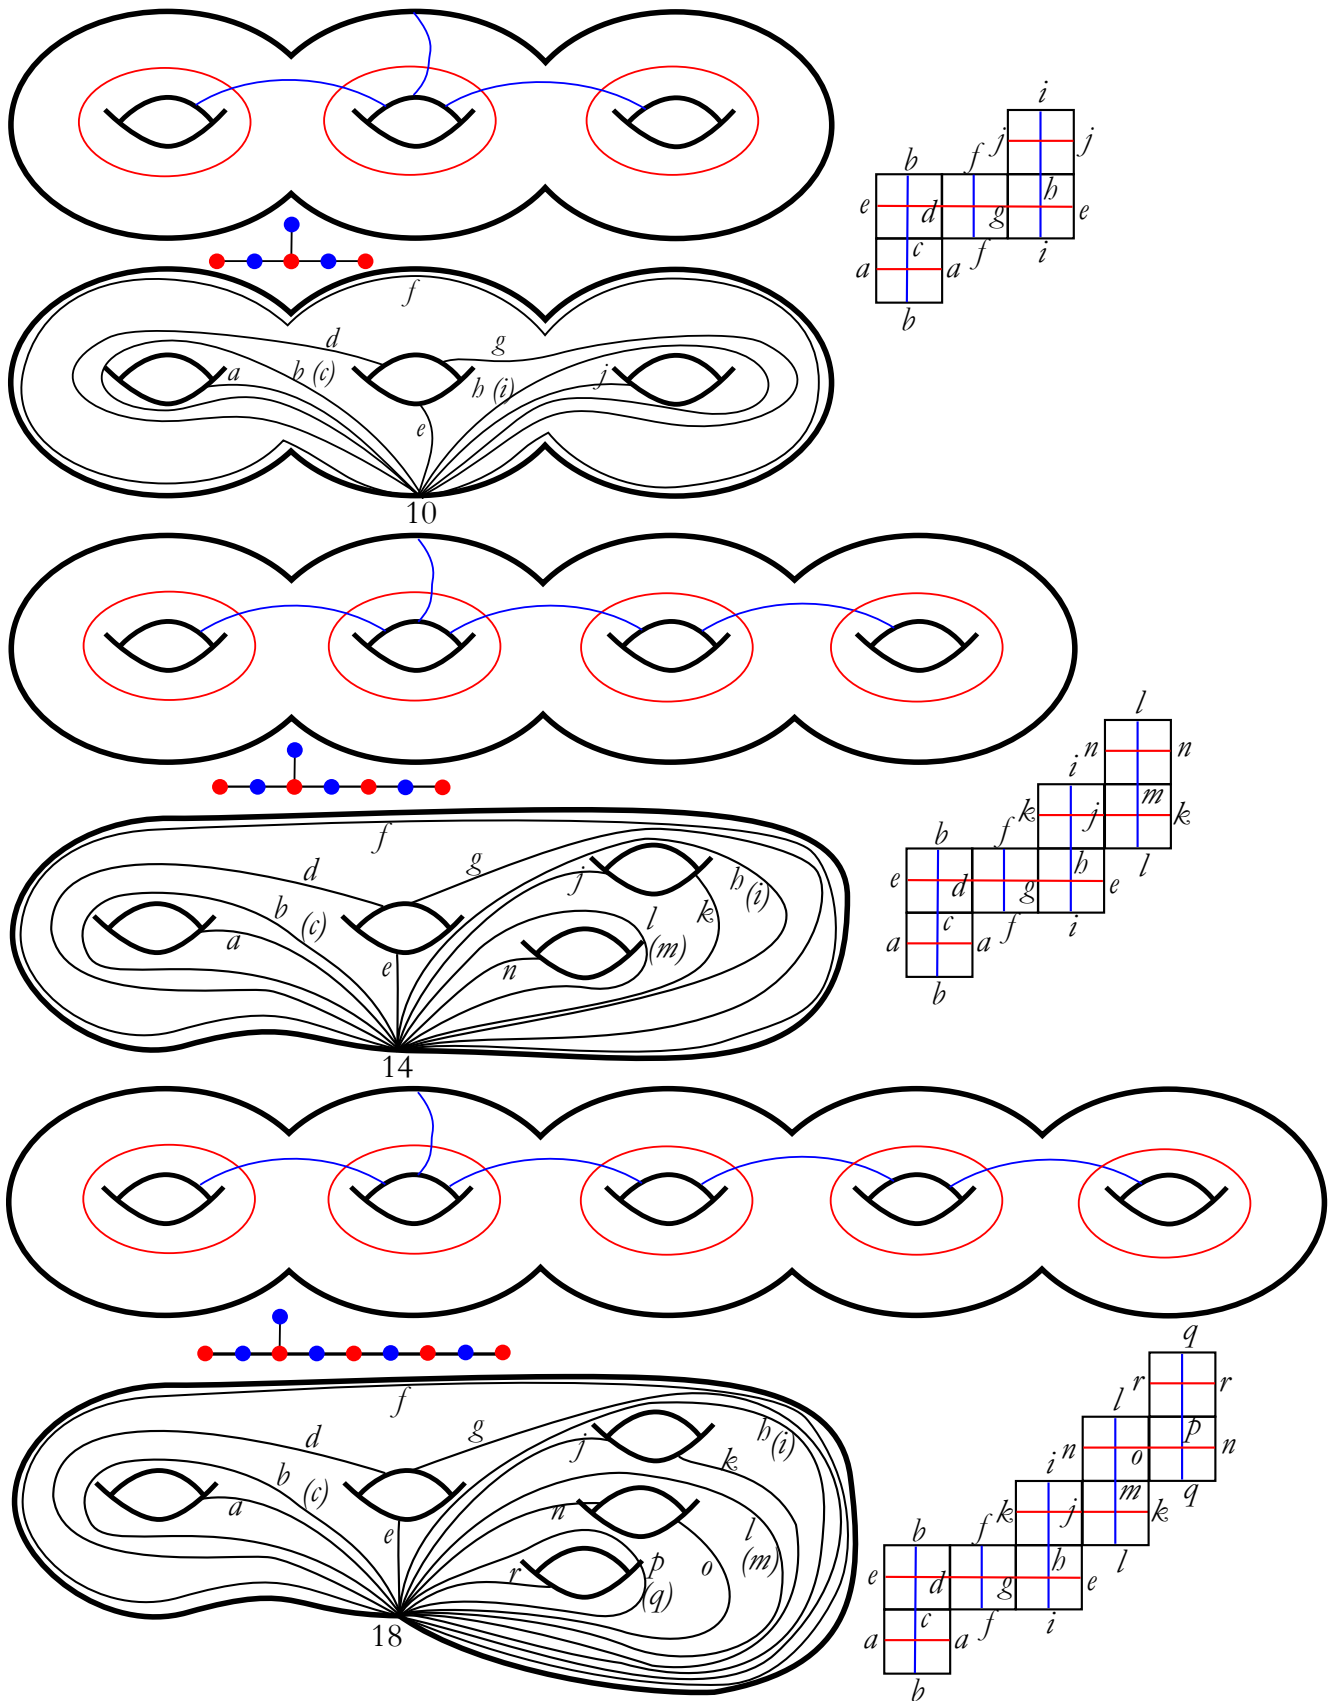 i
j j
b f
h
e d g e
c
a a f i
b
f
d g
a b (c) h (i) j
e
10
l
n n
i m
k j k
b f l
h
e d g e
c
a a f i
b
f
d g
j h (i)
b (c) k l
a (m)
e n
14
q
r r
l p
n o n
i q
m
k j k
b f l
h
e d g e
c
a a f i
b
f
d g
j h (i)
k
b (c)
a n l
e o (m)
r p
(q)
18